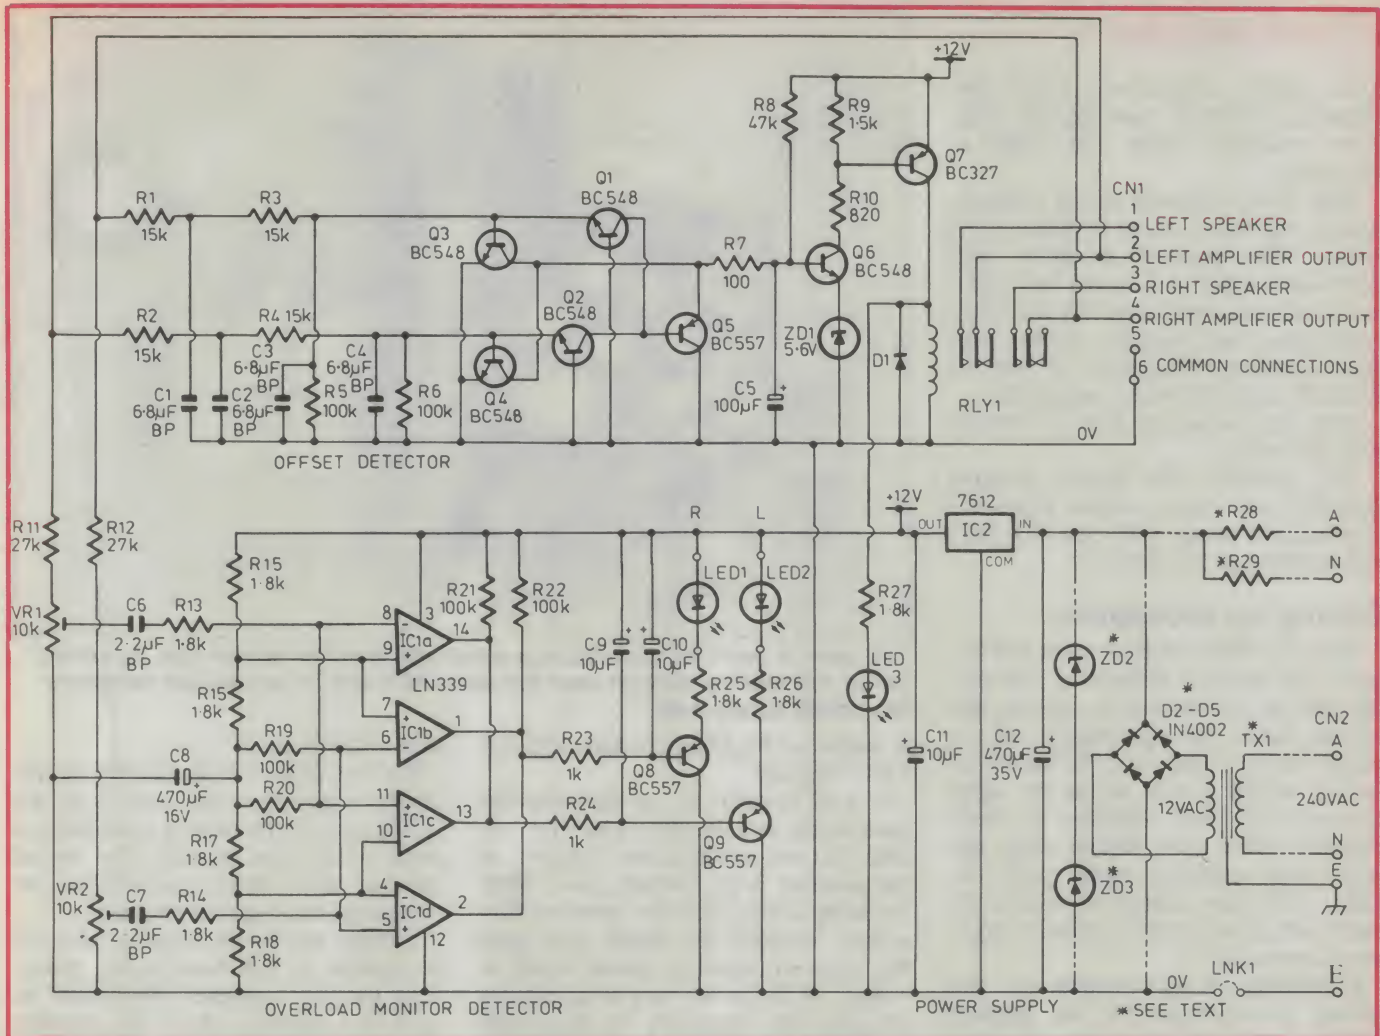 +12V
R8
47k
R9
1·5k
Q7
BC327
CN1
1
LEFT SPEAKER
2
LEFT AMPLIFIER OUTPUT
3
RIGHT SPEAKER
4
RIGHT AMPLIFIER OUTPUT
5
6 COMMON CONNECTIONS
R1
15k
R3
15k
Q1
BC548
Q3
BC548
R10
820
R7
100
Q6
BC548
R2
15k
R4 15k
Q2
BC548
Q5
BC557
ZD1
5·6V
D1
RLY1
C3
6·8µF
BP
C4
6·8µF
BP
C1
6·8µF
BP
C2
6·8µF
BP
R5
100k
R6
100k
Q4
BC548
C5
100µF
+
0V
OFFSET DETECTOR
R11
27k
R12
27k
R15
1·8k
R21
100k
R22
100k
R
L
LED1
LED2
+12V
OUT
7612
IC2
IN
COM
*R28
A
*R29
N
VR1
10k
C6
2·2µF
BP
R13
1·8k
8
-
3
IC1a
14
9
+
LN339
C9
10µF
+
C10
10µF
+
R27
1·8k
LED
3
ZD2
*
R15
1·8k
R19
100k
7
+
IC1b
1
6
-
R25
1·8k
R26
1·8k
C8
470µF
16V
+
R20
100k
R23
1k
Q8
BC557
C11
10µF
+
C12
470µF
35V
+
*
D2-D5
IN4002
*
TX1
CN2
A
12VAC
240VAC
11
+
IC1c
13
10
-
R24
1k
Q9
BC557
R17
1·8k
N
E
VR2
10k
C7
2·2µF
BP
R14
1·8k
4
-
IC1d
2
5
+
12
R18
1·8k
*
ZD3
OVERLOAD MONITOR DETECTOR
POWER SUPPLY
0V
LNK1
E
*SEE TEXT